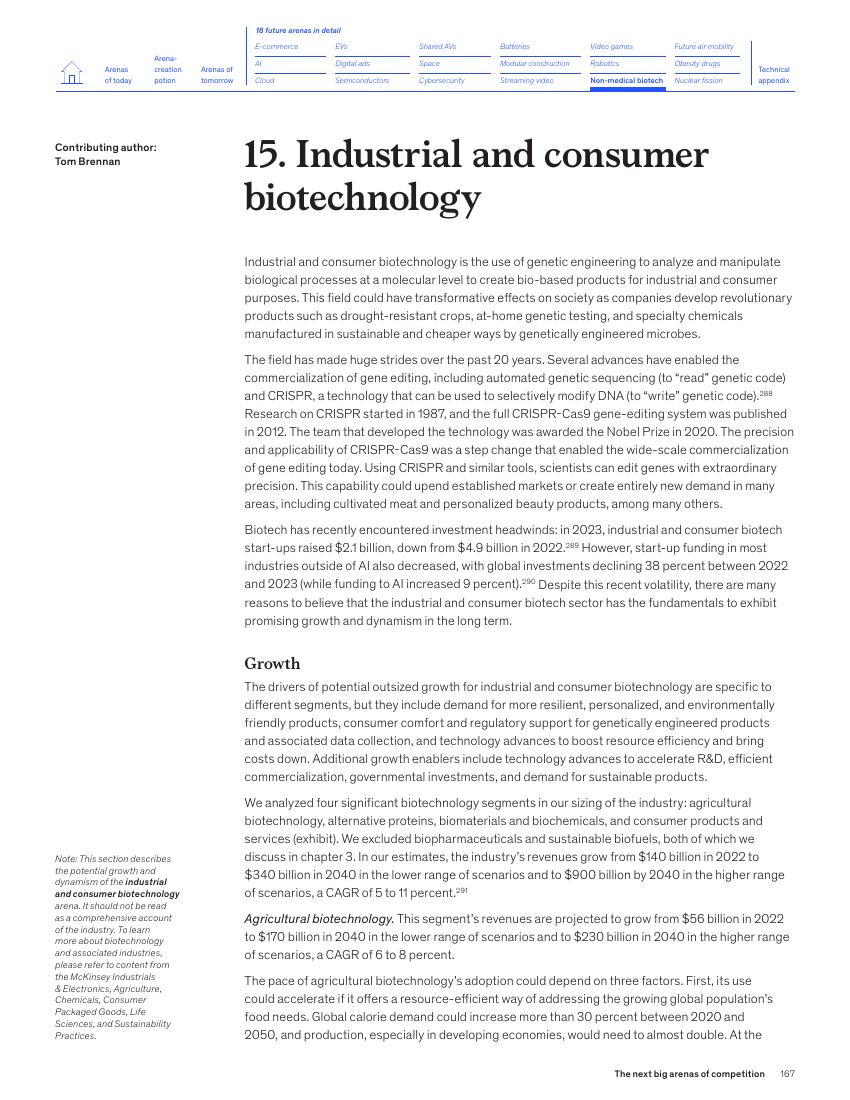 18 future arenas in detail
Arenas of today
Arena-creation potion
Arenas of tomorrow
E-commerce
AI
Cloud
EVs
Digital ads
Semiconductors
Shared AVs
Space
Cybersecurity
Batteries
Modular construction
Streaming video
Video games
Robotics
Non-medical biotech
Future air mobility
Obesity drugs
Nuclear fission
Technical appendix
Contributing author:
Tom Brennan
15. Industrial and consumer
biotechnology
Industrial and consumer biotechnology is the use of genetic engineering to analyze and manipulate
biological processes at a molecular level to create bio-based products for industrial and consumer
purposes. This field could have transformative effects on society as companies develop revolutionary
products such as drought-resistant crops, at-home genetic testing, and specialty chemicals
manufactured in sustainable and cheaper ways by genetically engineered microbes.
The field has made huge strides over the past 20 years. Several advances have enabled the
commercialization of gene editing, including automated genetic sequencing (to “read” genetic code)
and CRISPR, a technology that can be used to selectively modify DNA (to “write” genetic code).288
Research on CRISPR started in 1987, and the full CRISPR-Cas9 gene-editing system was published
in 2012. The team that developed the technology was awarded the Nobel Prize in 2020. The precision
and applicability of CRISPR-Cas9 was a step change that enabled the wide-scale commercialization
of gene editing today. Using CRISPR and similar tools, scientists can edit genes with extraordinary
precision. This capability could upend established markets or create entirely new demand in many
areas, including cultivated meat and personalized beauty products, among many others.
Biotech has recently encountered investment headwinds: in 2023, industrial and consumer biotech
start-ups raised $2.1 billion, down from $4.9 billion in 2022.289 However, start-up funding in most
industries outside of AI also decreased, with global investments declining 38 percent between 2022
and 2023 (while funding to AI increased 9 percent).290 Despite this recent volatility, there are many
reasons to believe that the industrial and consumer biotech sector has the fundamentals to exhibit
promising growth and dynamism in the long term.
Growth
The drivers of potential outsized growth for industrial and consumer biotechnology are specific to
different segments, but they include demand for more resilient, personalized, and environmentally
friendly products, consumer comfort and regulatory support for genetically engineered products
and associated data collection, and technology advances to boost resource efficiency and bring
costs down. Additional growth enablers include technology advances to accelerate R&D, efficient
commercialization, governmental investments, and demand for sustainable products.
We analyzed four significant biotechnology segments in our sizing of the industry: agricultural
biotechnology, alternative proteins, biomaterials and biochemicals, and consumer products and
services (exhibit). We excluded biopharmaceuticals and sustainable biofuels, both of which we
discuss in chapter 3. In our estimates, the industry’s revenues grow from $140 billion in 2022 to
$340 billion in 2040 in the lower range of scenarios and to $900 billion by 2040 in the higher range
of scenarios, a CAGR of 5 to 11 percent.291
Agricultural biotechnology. This segment’s revenues are projected to grow from $56 billion in 2022
to $170 billion in 2040 in the lower range of scenarios and to $230 billion in 2040 in the higher range
of scenarios, a CAGR of 6 to 8 percent.
The pace of agricultural biotechnology’s adoption could depend on three factors. First, its use
could accelerate if it offers a resource-efficient way of addressing the growing global population’s
food needs. Global calorie demand could increase more than 30 percent between 2020 and
2050, and production, especially in developing economies, would need to almost double. At the
Note: This section describes
the potential growth and
dynamism of the industrial
and consumer biotechnology
arena. It should not be read
as a comprehensive account
of the industry. To learn
more about biotechnology
and associated industries,
please refer to content from
the McKinsey Industrials
& Electronics, Agriculture,
Chemicals, Consumer
Packaged Goods, Life
Sciences, and Sustainability
Practices.
The next big arenas of competition 167